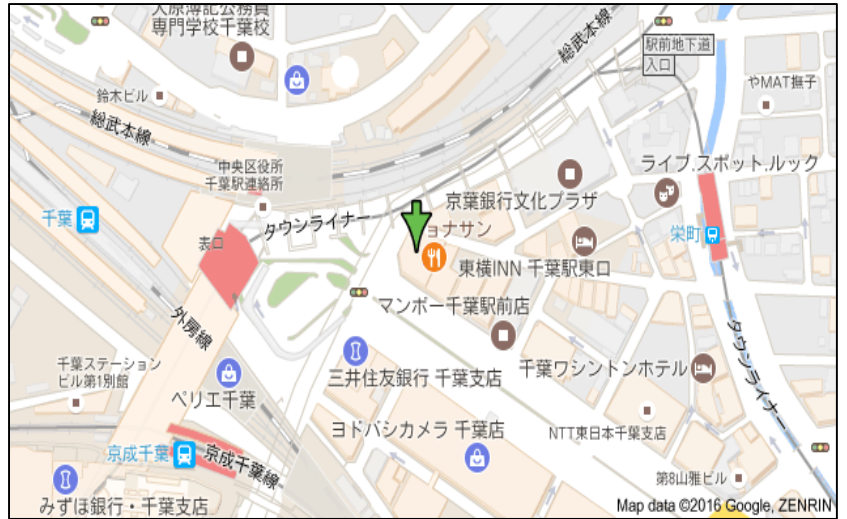 大原簿記公務員
専門学校千葉校
総武本線
駅前地下道
入口
やMAT撫子
鈴木ビル
総武本線
中央区役所
千葉駅連絡所
ライブ.スポット.ルック
京葉銀行文化プラザ
千葉
タウンライナー
ョナサン
栄町
表口
東横INN 千葉駅東口
マンボー千葉駅前店
外房線
タウンライナー
千葉ステーション
ビル第1別館
三井住友銀行 千葉支店
千葉ワシントンホテル
ペリエ千葉
ヨドバシカメラ 千葉店
NTT東日本千葉支店
京成千葉
京成千葉線
第8山雅ビル
みずほ銀行・千葉支店
Map data ©2016 Google, ZENRIN